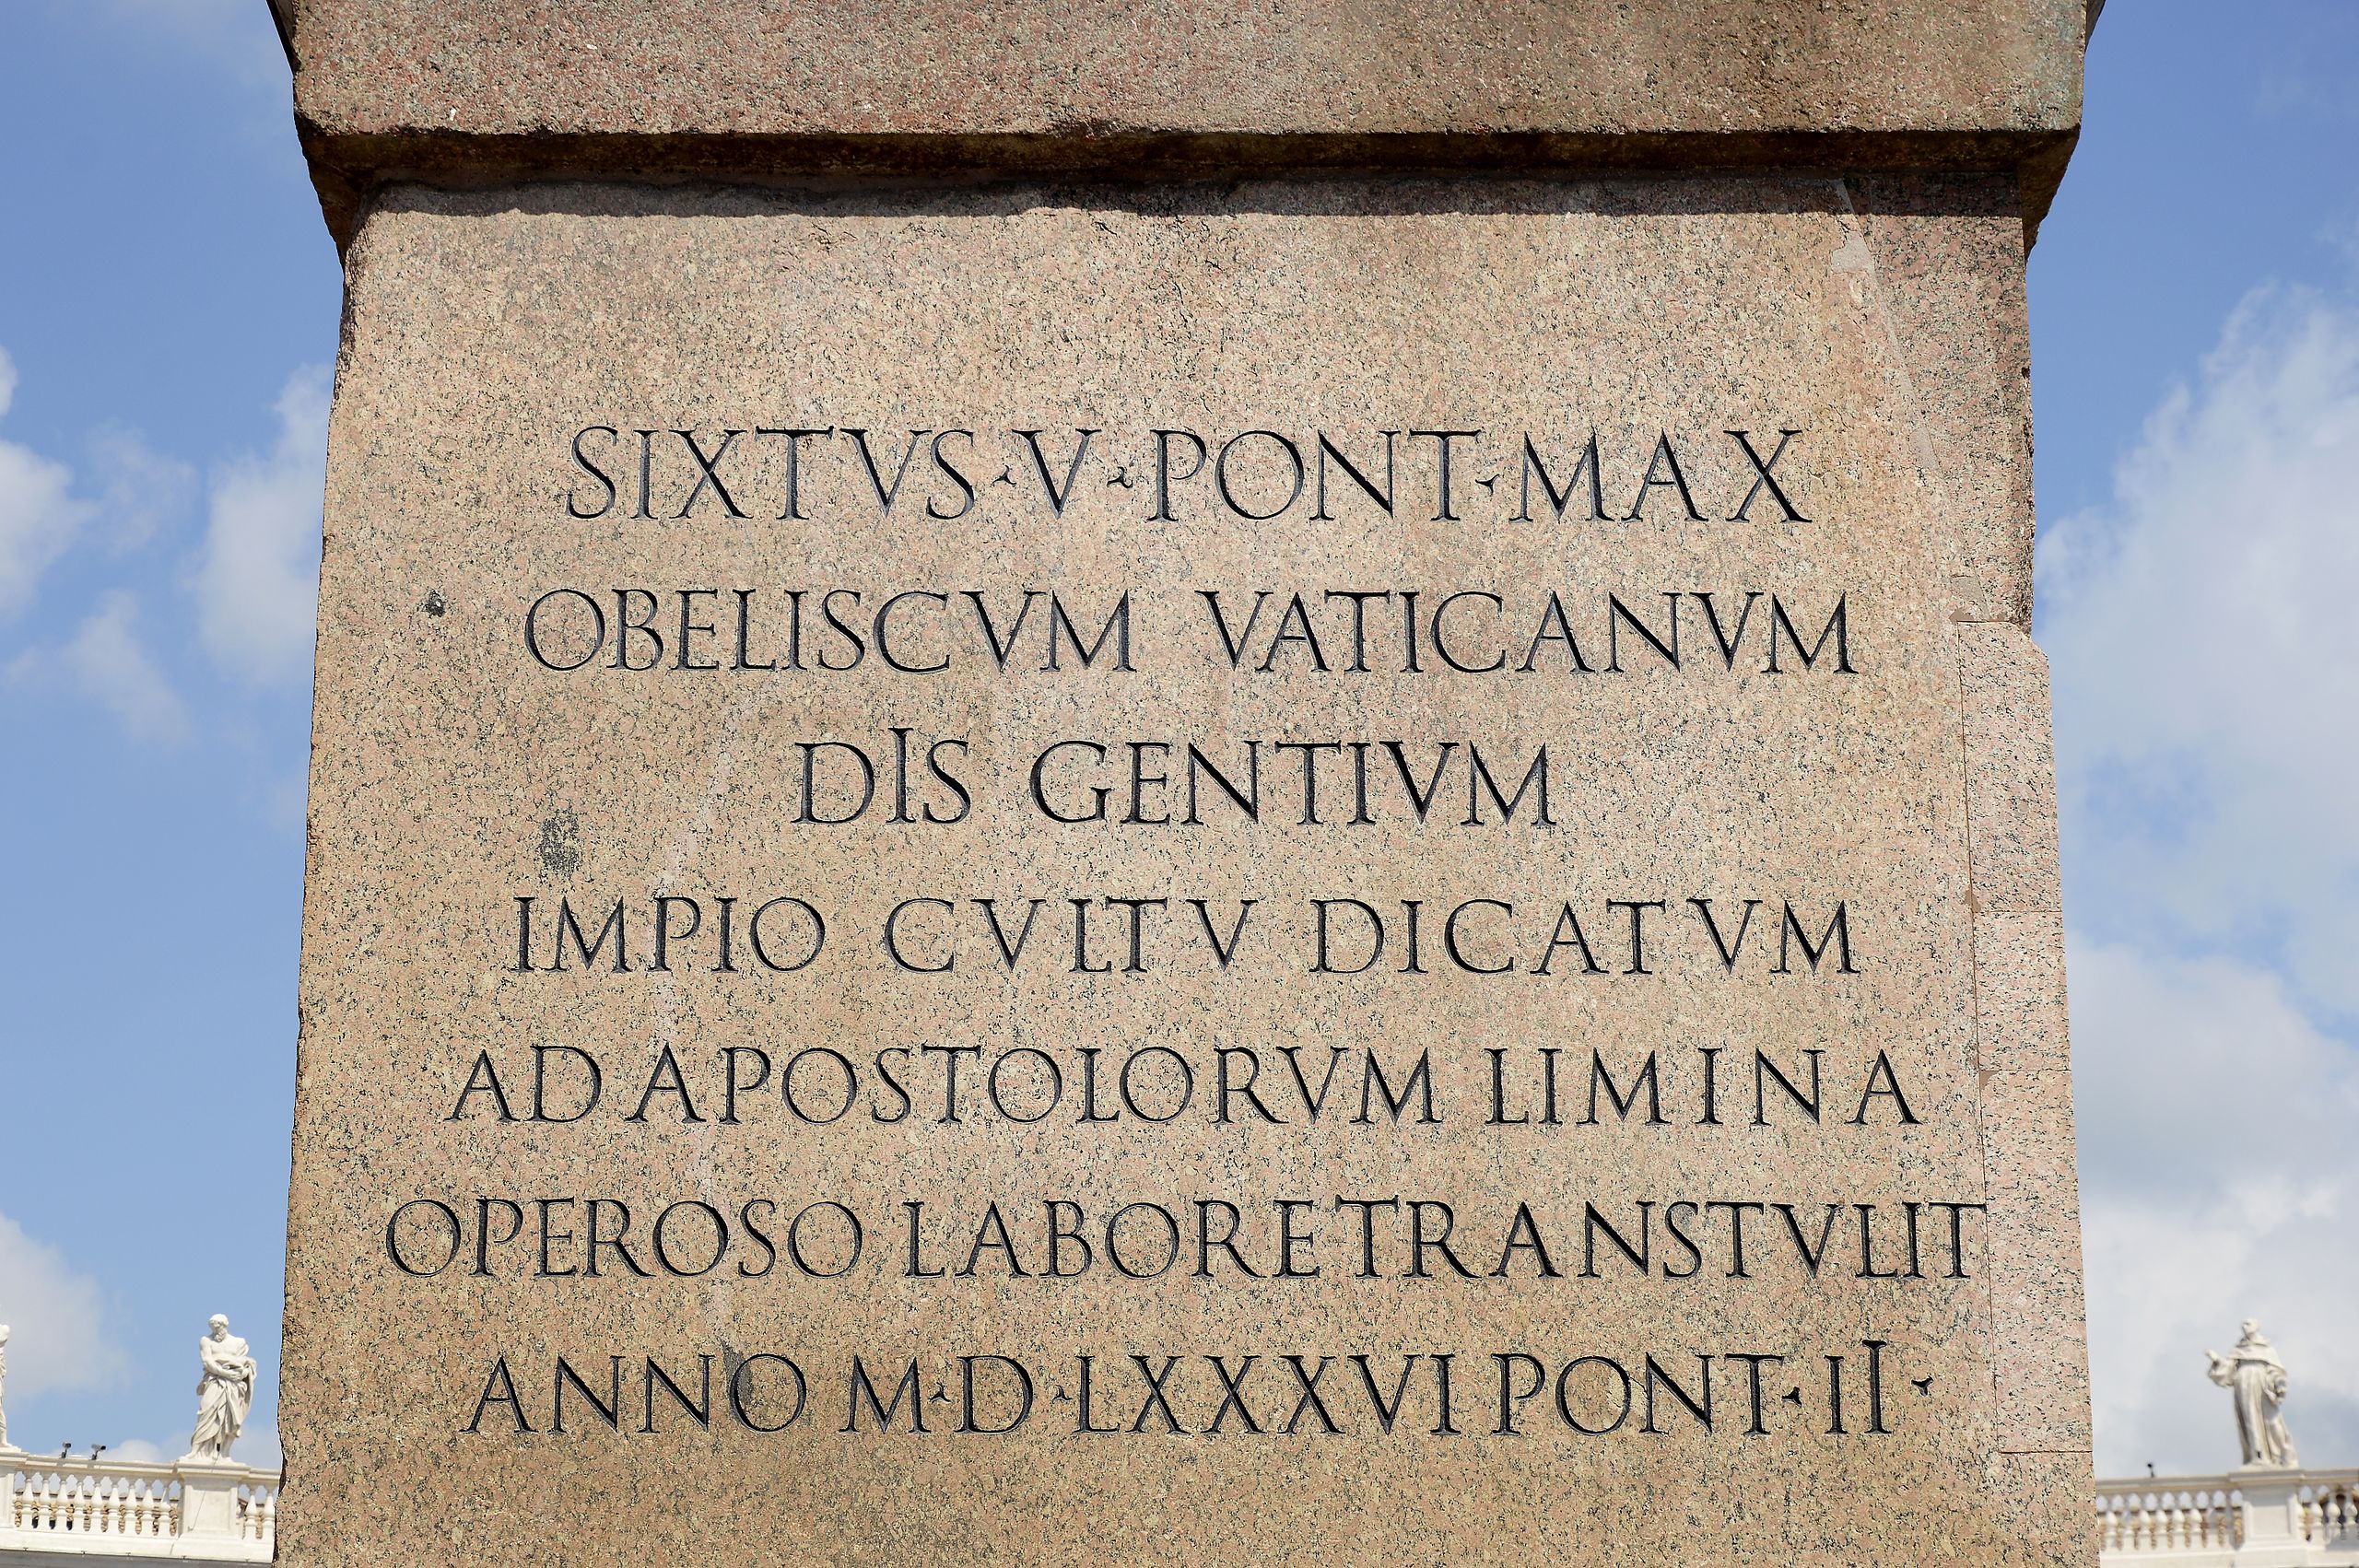 SIXTVS·V·PONT·MAX
OBELISCVM VATICANVM
DIS GENTIVM
IMPIO CVLTV DICATVM
AD APOSTOLORVM LIMINA
OPEROSO LABORE TRANSTVLIT
ANNO M·D·LXXXVI PONT·II·